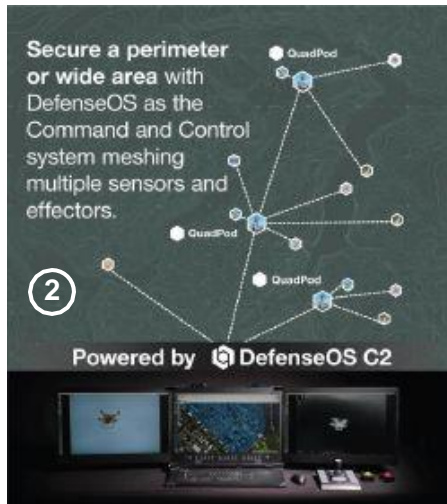 Secure a perimeter
or wide area with
DefenseOS as the
Command and Control
system meshing
multiple sensors and
effectors.
QuadPod
QuadPod
QuadPod
2
Powered by DefenseOS C2